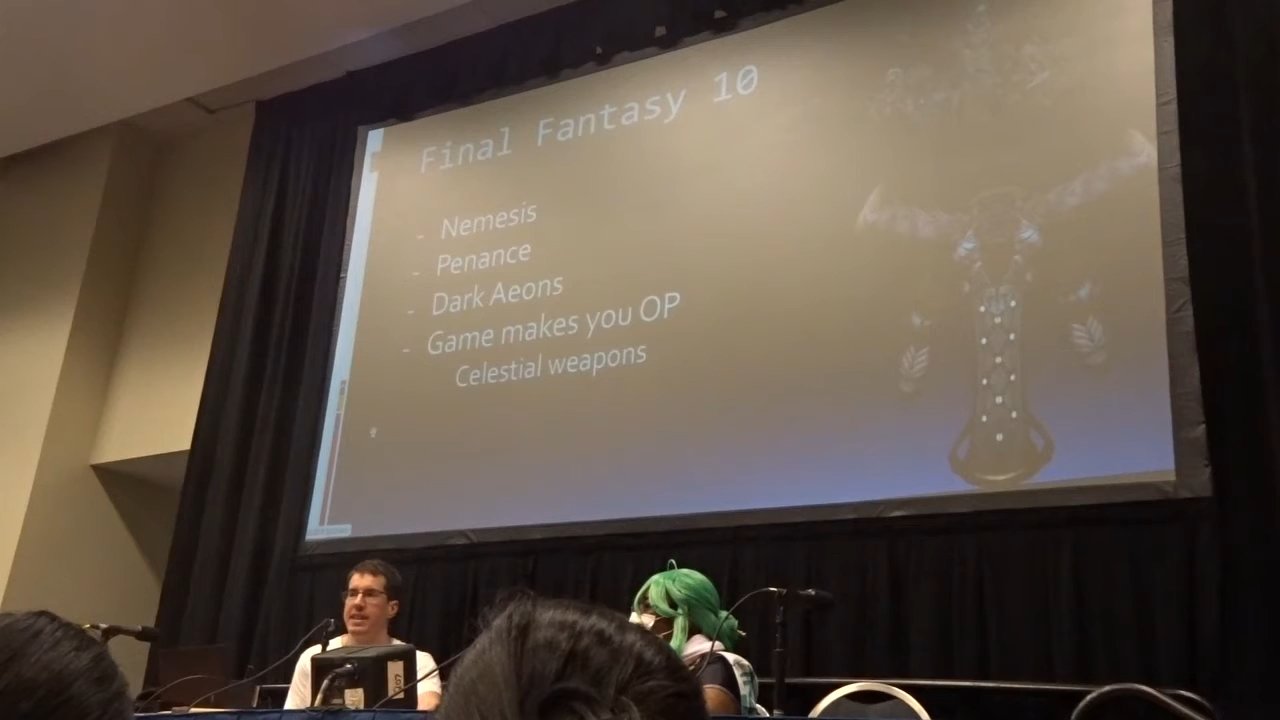 Final Fantasy 10
- Nemesis
- Penance
- Dark Aeons
- Game makes you OP
Celestial weapons